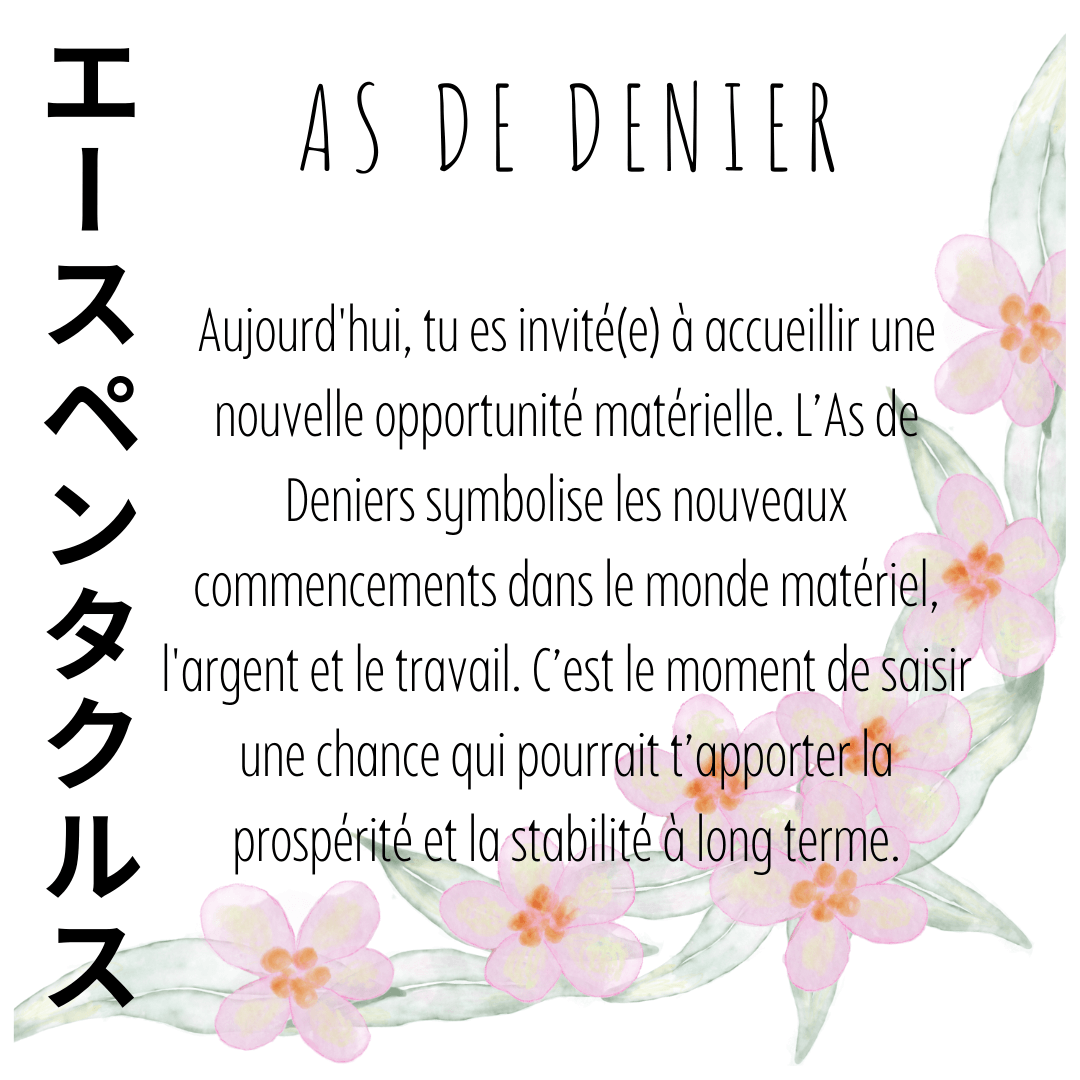 エースペンタクルス
AS DE DENIER
Aujourd'hui, tu es invité(e) à accueillir une
nouvelle opportunité matérielle. L’As de
Deniers symbolise les nouveaux
commencements dans le monde matériel,
l'argent et le travail. C’est le moment de saisir
une chance qui pourrait t’apporter la
prospérité et la stabilité à long terme.